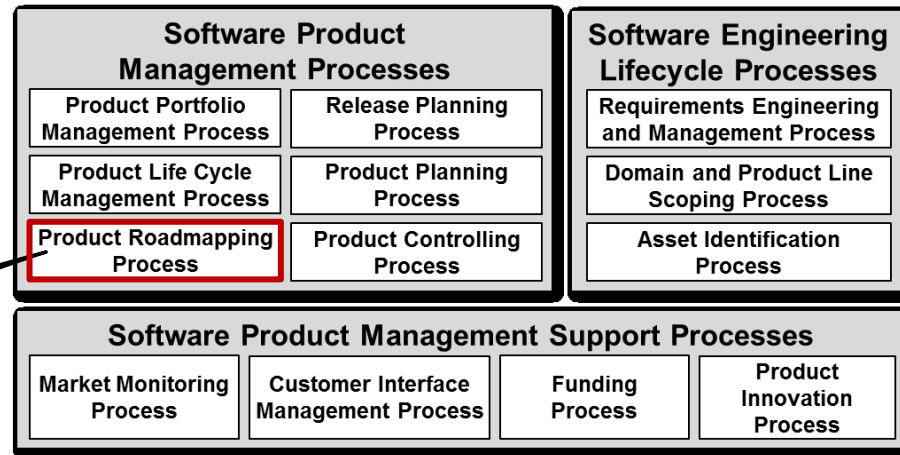 Software Product
Management Processes
Product Portfolio
Management Process
Release Planning
Process
Product Life Cycle
Management Process
Product Planning
Process
Product Roadmapping
Process
Product Controlling
Process
Software Engineering
Lifecycle Processes
Requirements Engineering
and Management Process
Domain and Product Line
Scoping Process
Asset Identification
Process
Software Product Management Support Processes
Market Monitoring
Process
Customer Interface
Management Process
Funding
Process
Product
Innovation
Process